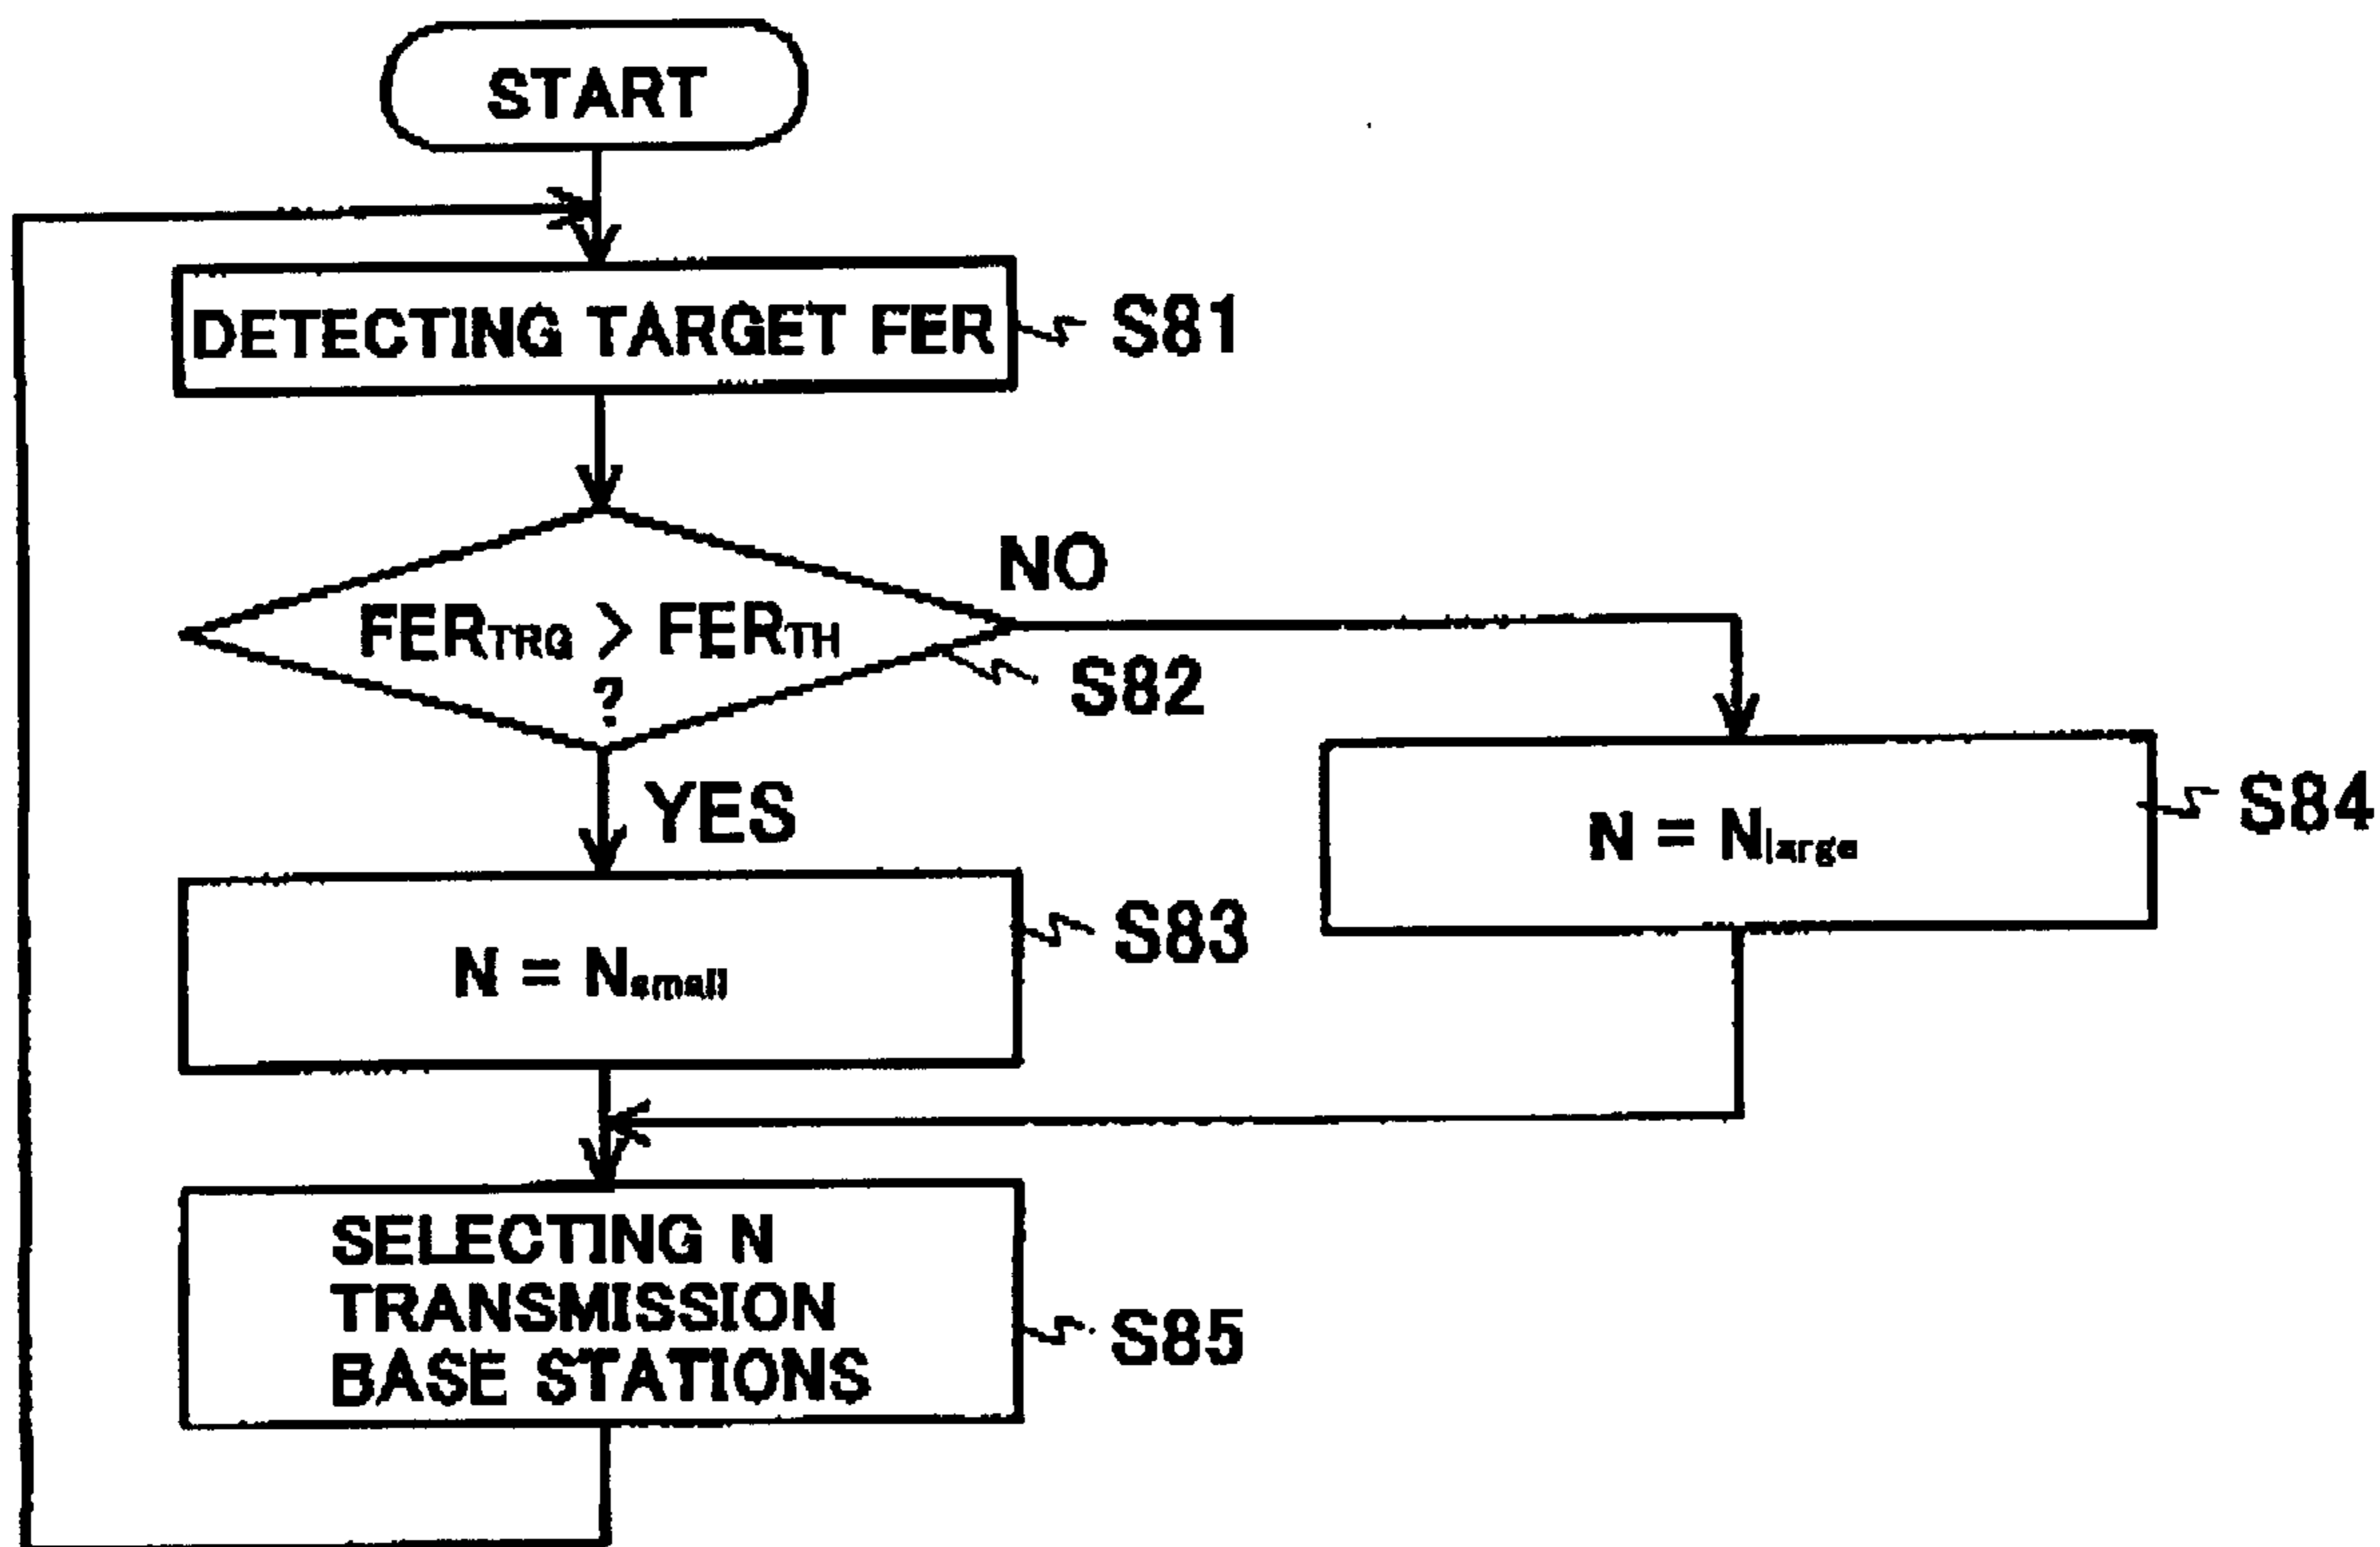 START
DETECTING TARGET FER
S81
NO
FERTRG > FERTH
?
S82
YES
N = Nlarge
S84
N = Nsmall
S83
SELECTING N
TRANSMISSION
BASE STATIONS
S85